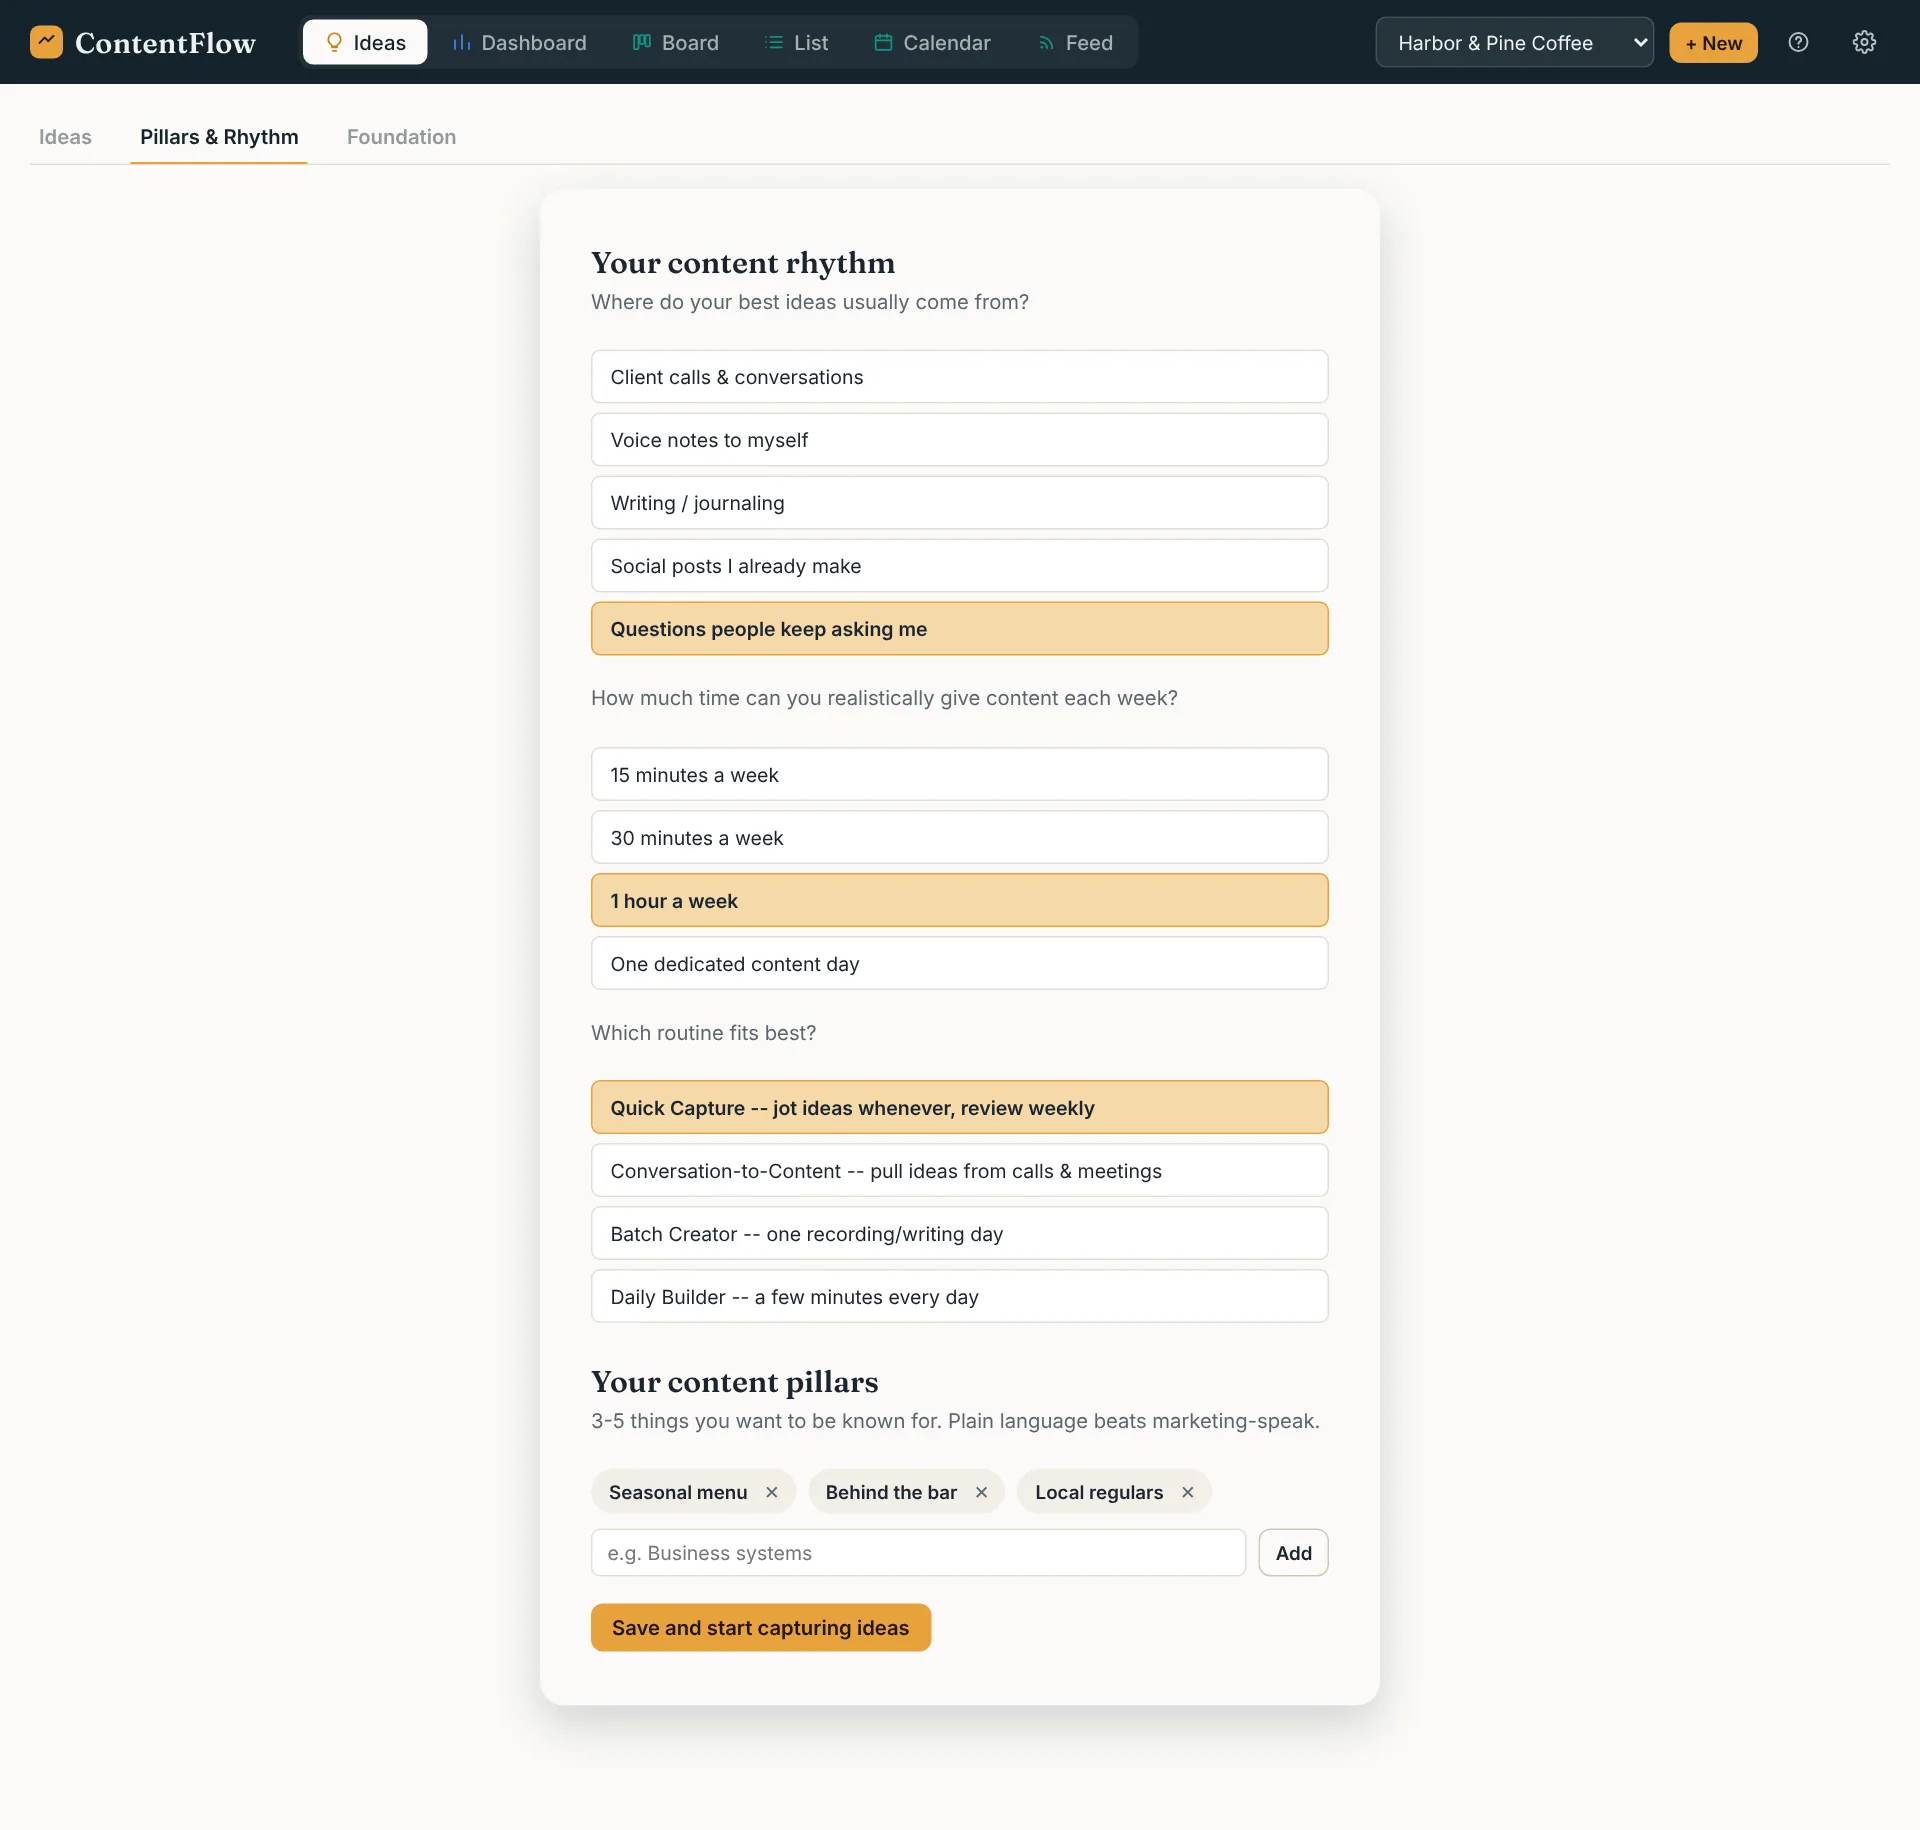 ContentFlow
Ideas
Dashboard
Board
List
Calendar
Feed
Harbor & Pine Coffee
+ New
Ideas
Pillars & Rhythm
Foundation
Your content rhythm
Where do your best ideas usually come from?
Client calls & conversations
Voice notes to myself
Writing / journaling
Social posts I already make
Questions people keep asking me
How much time can you realistically give content each week?
15 minutes a week
30 minutes a week
1 hour a week
One dedicated content day
Which routine fits best?
Quick Capture -- jot ideas whenever, review weekly
Conversation-to-Content -- pull ideas from calls & meetings
Batch Creator -- one recording/writing day
Daily Builder -- a few minutes every day
Your content pillars
3-5 things you want to be known for. Plain language beats marketing-speak.
Seasonal menu ×
Behind the bar ×
Local regulars ×
e.g. Business systems
Add
Save and start capturing ideas